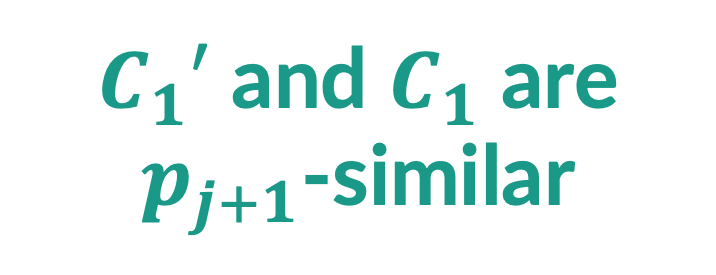 C₁′ and C₁ are
pⱼ₊₁-similar